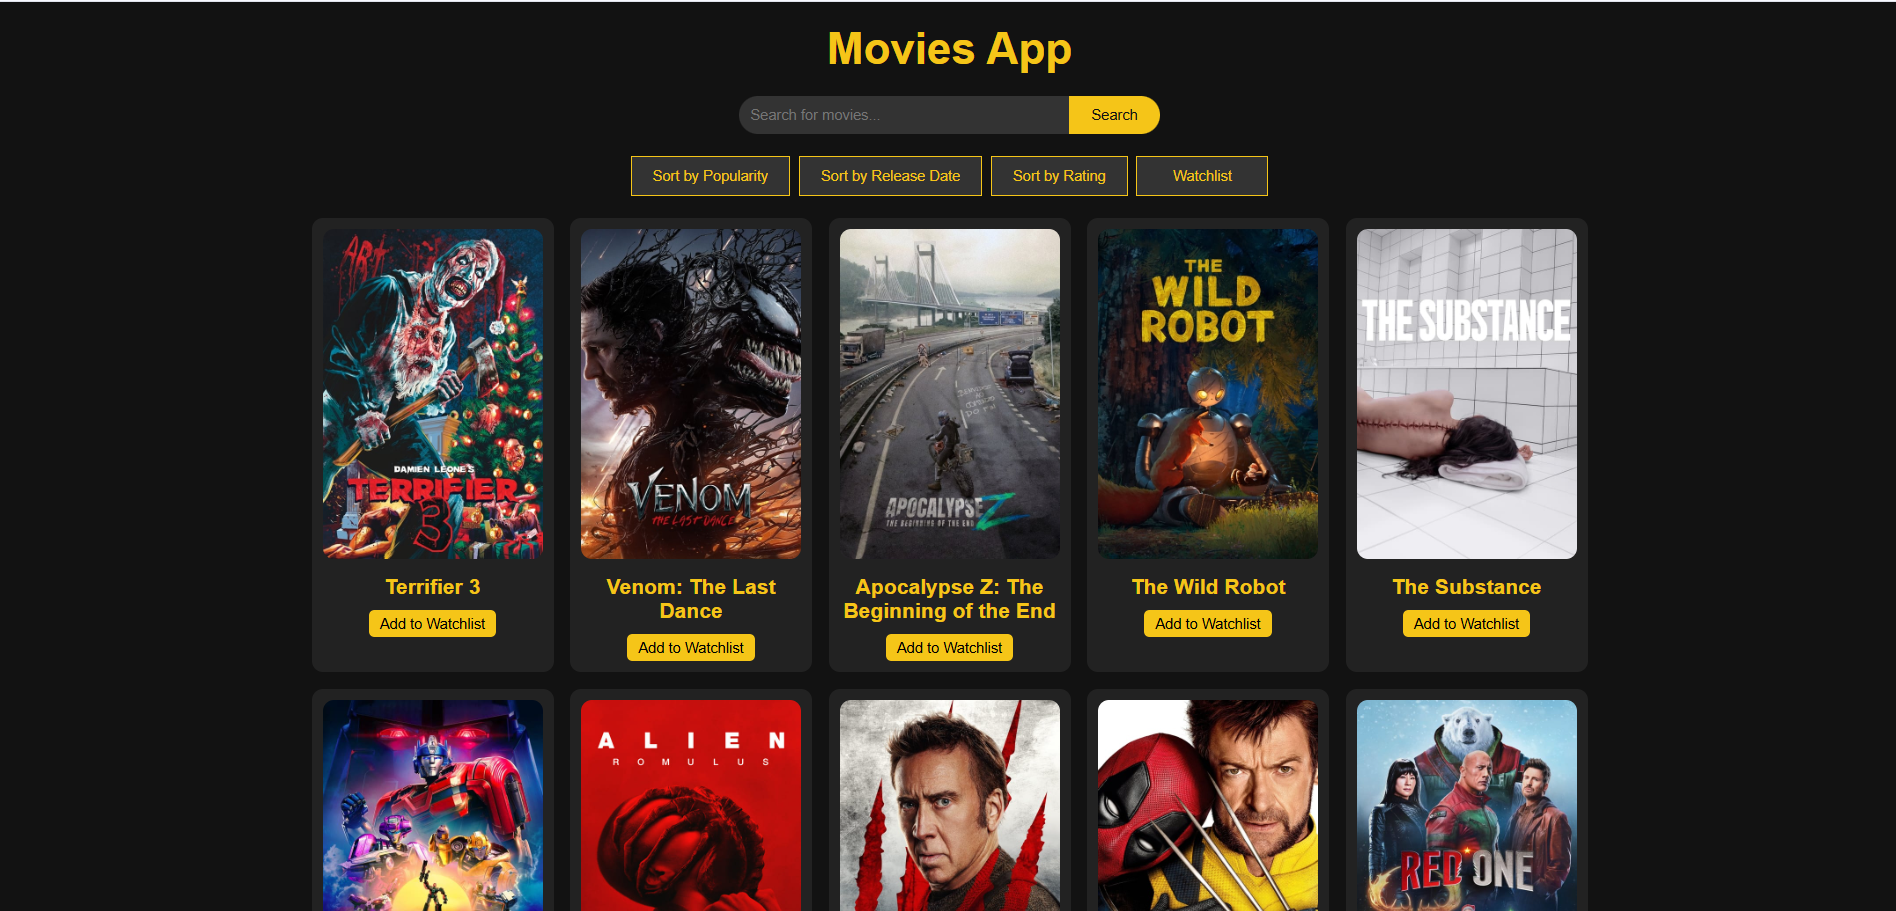 Movies App
Search for movies...
Search
Sort by Popularity
Sort by Release Date
Sort by Rating
Watchlist
ART
DAMIEN LEONE'S
TERRIFIER
3
VENOM
THE LAST DANCE
APOCALYPSE Z
THE BEGINNING OF THE END
THE
WILD
ROBOT
THE SUBSTANCE
Terrifier 3
Add to Watchlist
Venom: The Last
Dance
Add to Watchlist
Apocalypse Z: The
Beginning of the End
Add to Watchlist
The Wild Robot
Add to Watchlist
The Substance
Add to Watchlist
ALIEN
ROMULUS
RED ONE